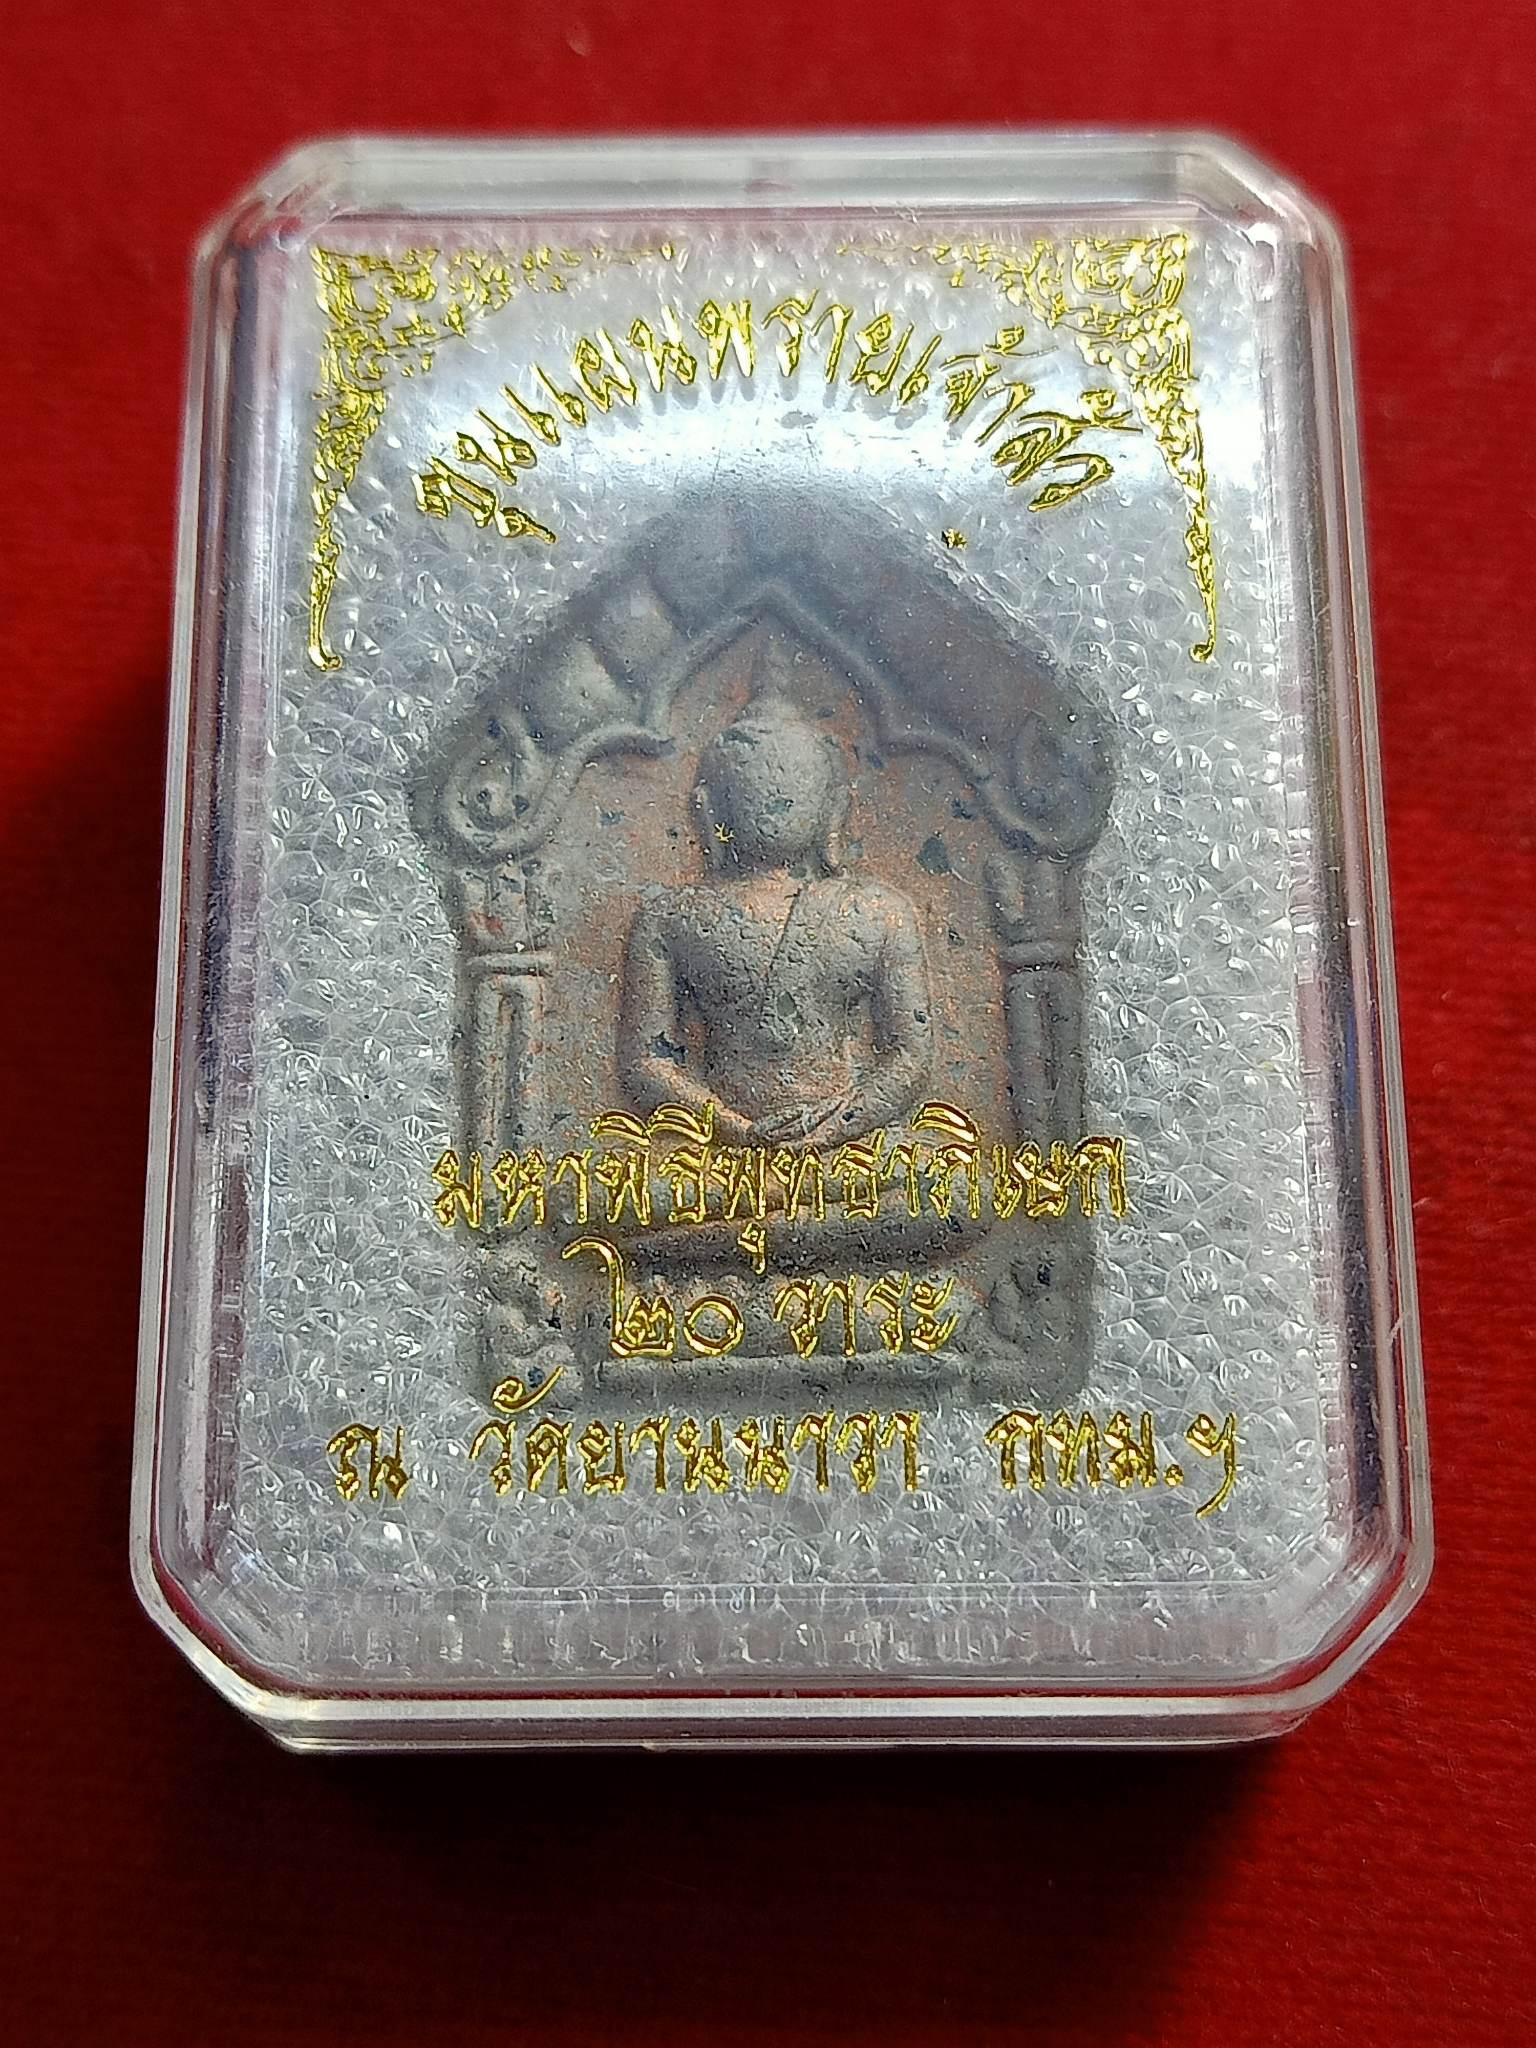 ขุนแผนพรายเจ้าสัว
มหาพิธีพุทธาภิเษก
๒๐ วาระ
ณ วัดยานนาวา กทม.ฯ